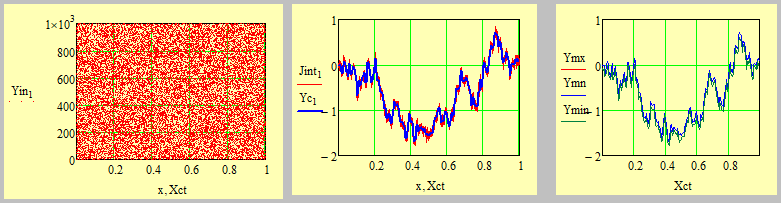 1×10³
800
Yin₁
600
400
200
0
0.2 0.4 0.6 0.8 1
x, Xct
1
Jint₁
0
Yc₁
− 1
− 2
0.2 0.4 0.6 0.8 1
x, Xct
1
Ymx
0
Ymn
Ymin
− 1
− 2
0.2 0.4 0.6 0.8
Xct